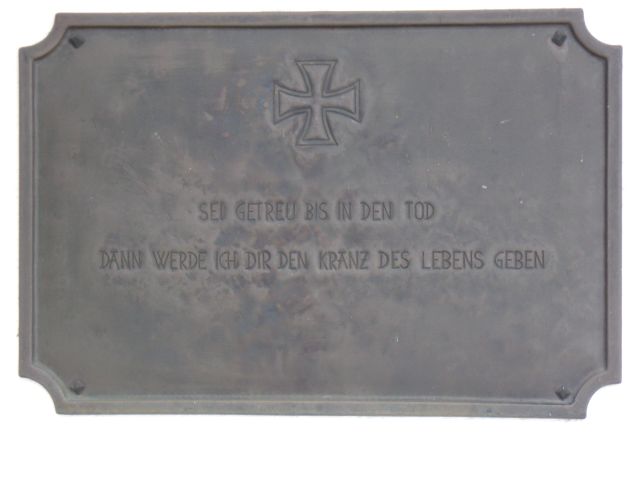 SEI GETREU BIS IN DEN TOD
DANN WERDE ICH DIR DEN KRANZ DES LEBENS GEBEN